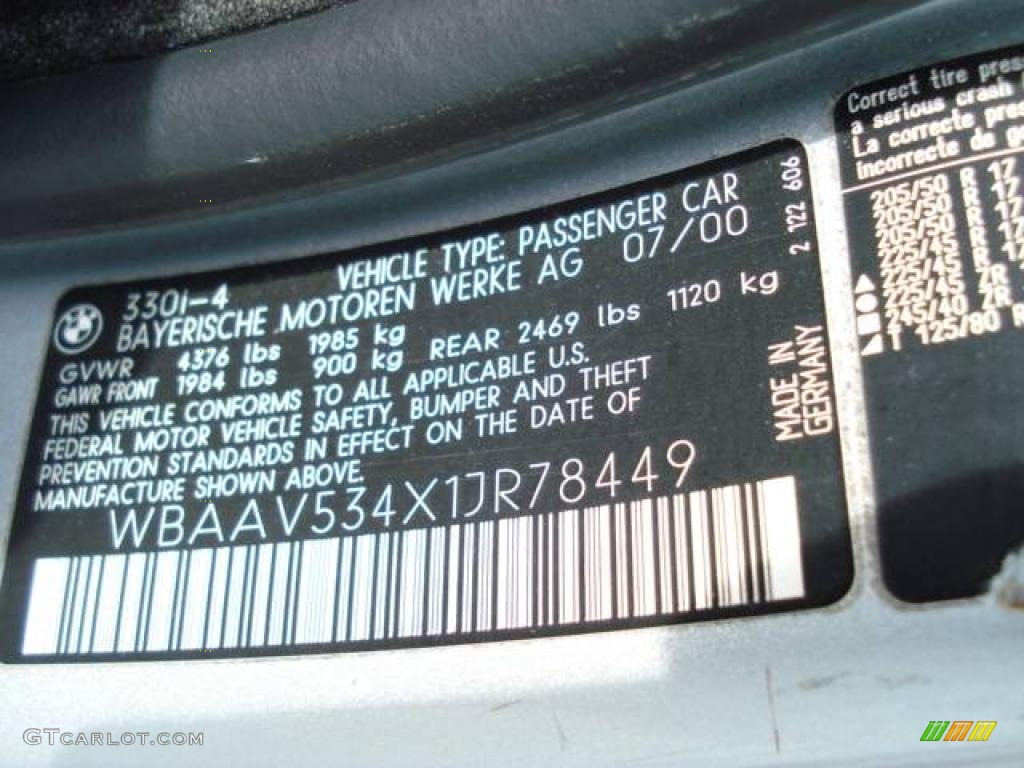 330I-4
VEHICLE TYPE: PASSENGER CAR
BAYERISCHE MOTOREN WERKE AG 07/00
GVWR 4376 lbs 1985 kg
GAWR FRONT 1984 lbs 900 kg REAR 2469 lbs 1120 kg
THIS VEHICLE CONFORMS TO ALL APPLICABLE U.S.
FEDERAL MOTOR VEHICLE SAFETY, BUMPER AND THEFT
PREVENTION STANDARDS IN EFFECT ON THE DATE OF
MANUFACTURE SHOWN ABOVE.
WBAAV534X1JR78449
MADE IN
GERMANY
2 122 606
Correct tire pres
a serious crash
La correcte pre
Incorrecte de go
205/50 R 17
205/50 R 17
205/50 R 17
225/45 R 17
225/45 ZR 17
225/45 ZR
245/40 ZR
T 125/80 R
GTCARLOT.COM